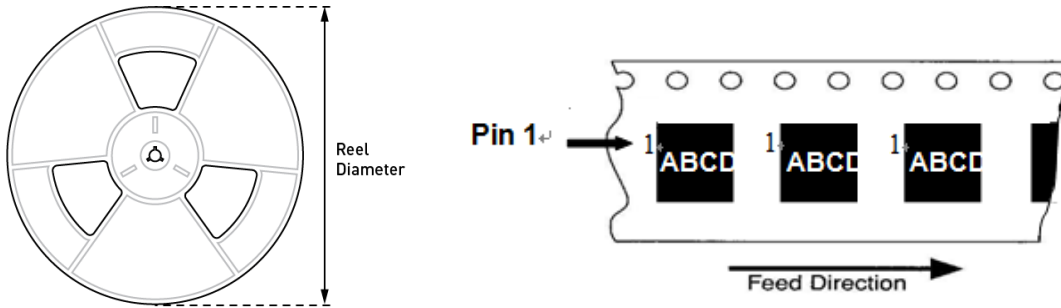 Reel
Diameter
Pin 1↵
1 ABCD
1 ABCD
1 ABCD
Feed Direction